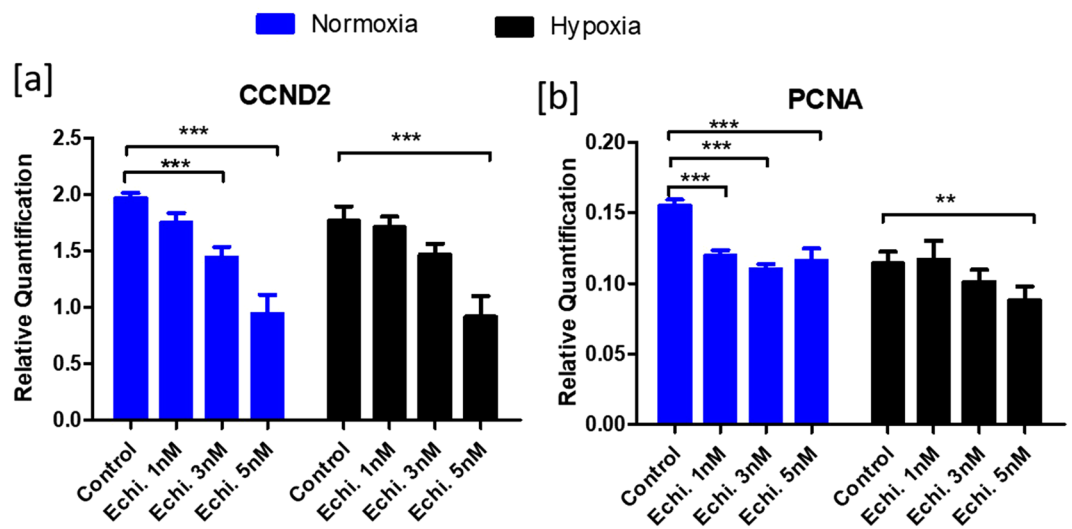 Normoxia Hypoxia
[a]
CCND2
Relative Quantification
2.5
2.0
1.5
1.0
0.5
0.0
***
***
***
Control
Echi. 1nM
Echi. 3nM
Echi. 5nM
Control
Echi. 1nM
Echi. 3nM
Echi. 5nM
[b]
PCNA
Relative Quantification
0.20
0.15
0.10
0.05
0.00
***
***
***
**
Control
Echi. 1nM
Echi. 3nM
Echi. 5nM
Control
Echi. 1nM
Echi. 3nM
Echi. 5nM